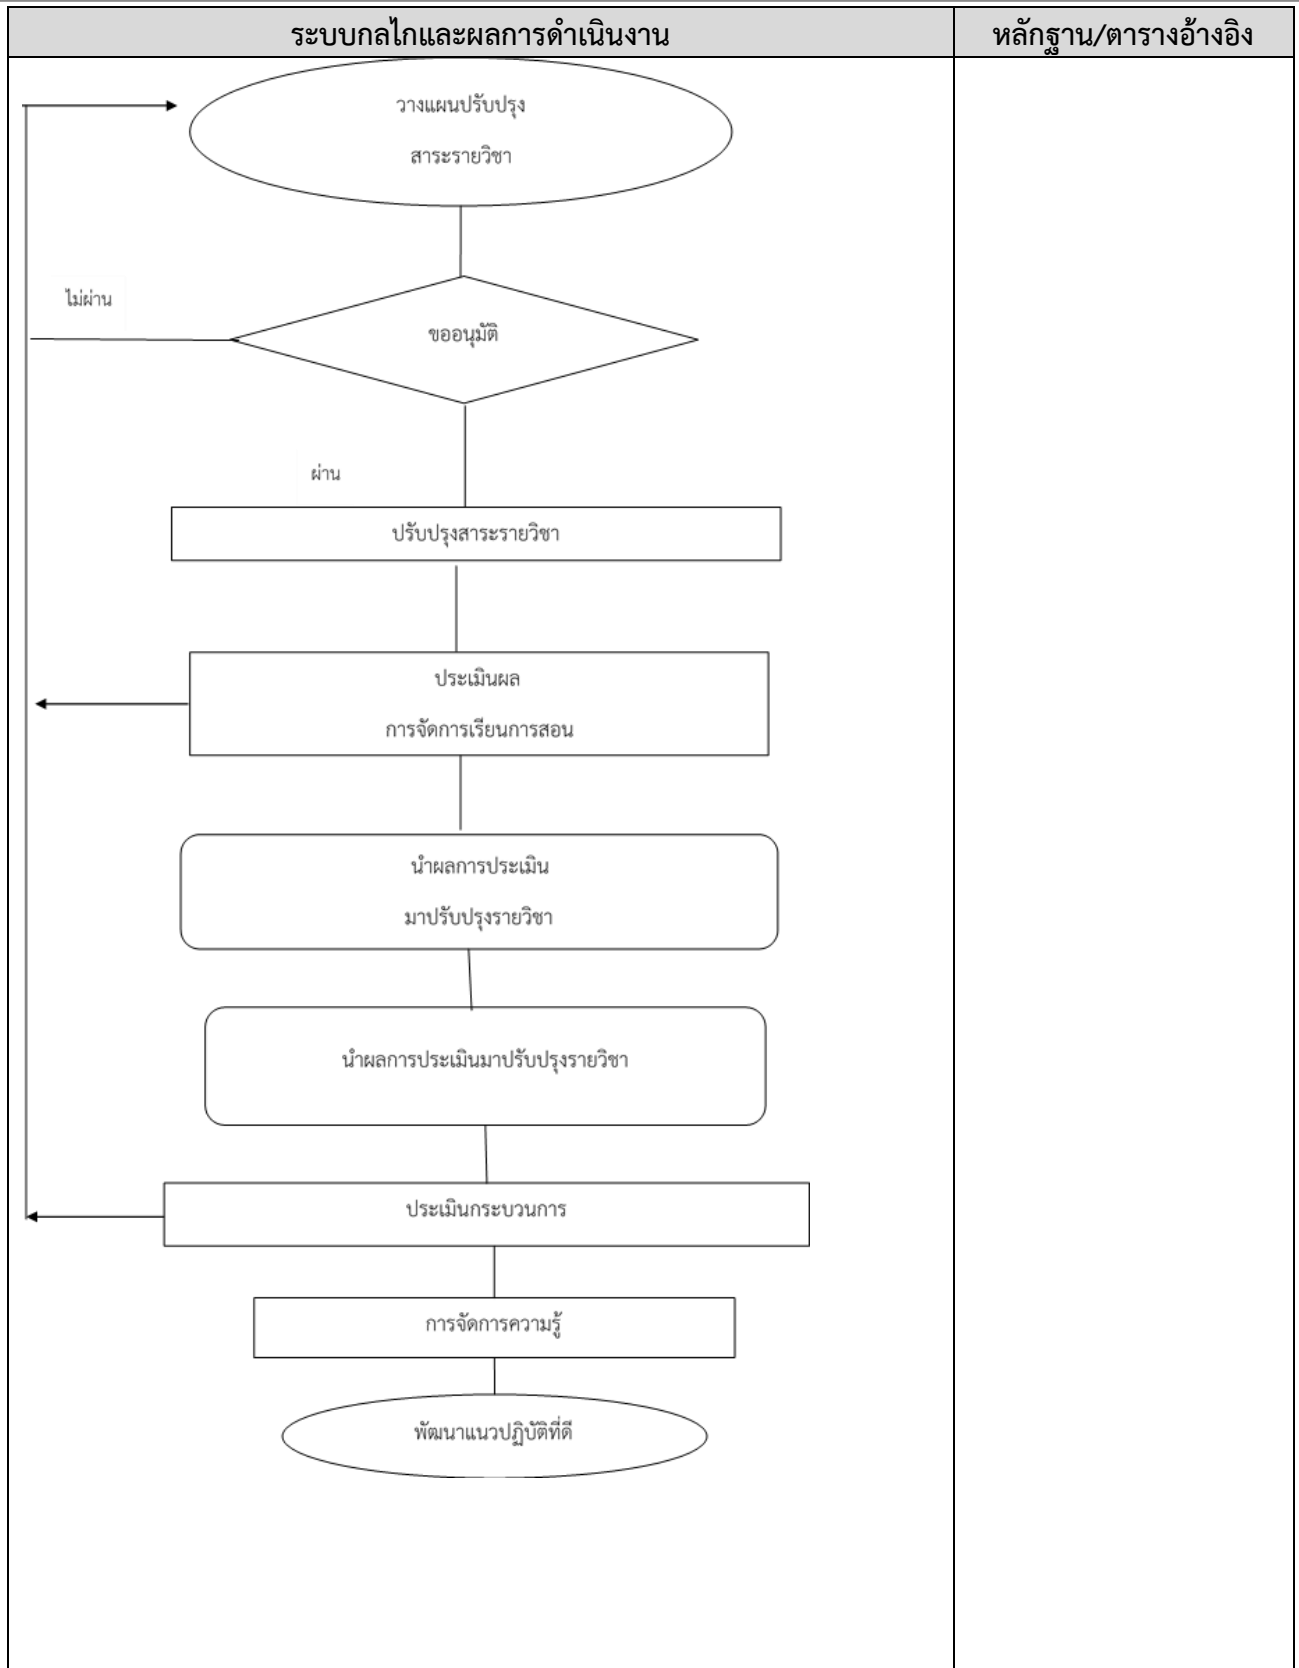 ระบบกลไกและผลการดำเนินงาน
หลักฐาน/ตารางอ้างอิง
วางแผนปรับปรุง
สาระรายวิชา
ไม่ผ่าน
ขออนุมัติ
ผ่าน
ปรับปรุงสาระรายวิชา
ประเมินผล
การจัดการเรียนการสอน
นำผลการประเมิน
มาปรับปรุงรายวิชา
นำผลการประเมินมาปรับปรุงรายวิชา
ประเมินกระบวนการ
การจัดการความรู้
พัฒนาแนวปฏิบัติที่ดี